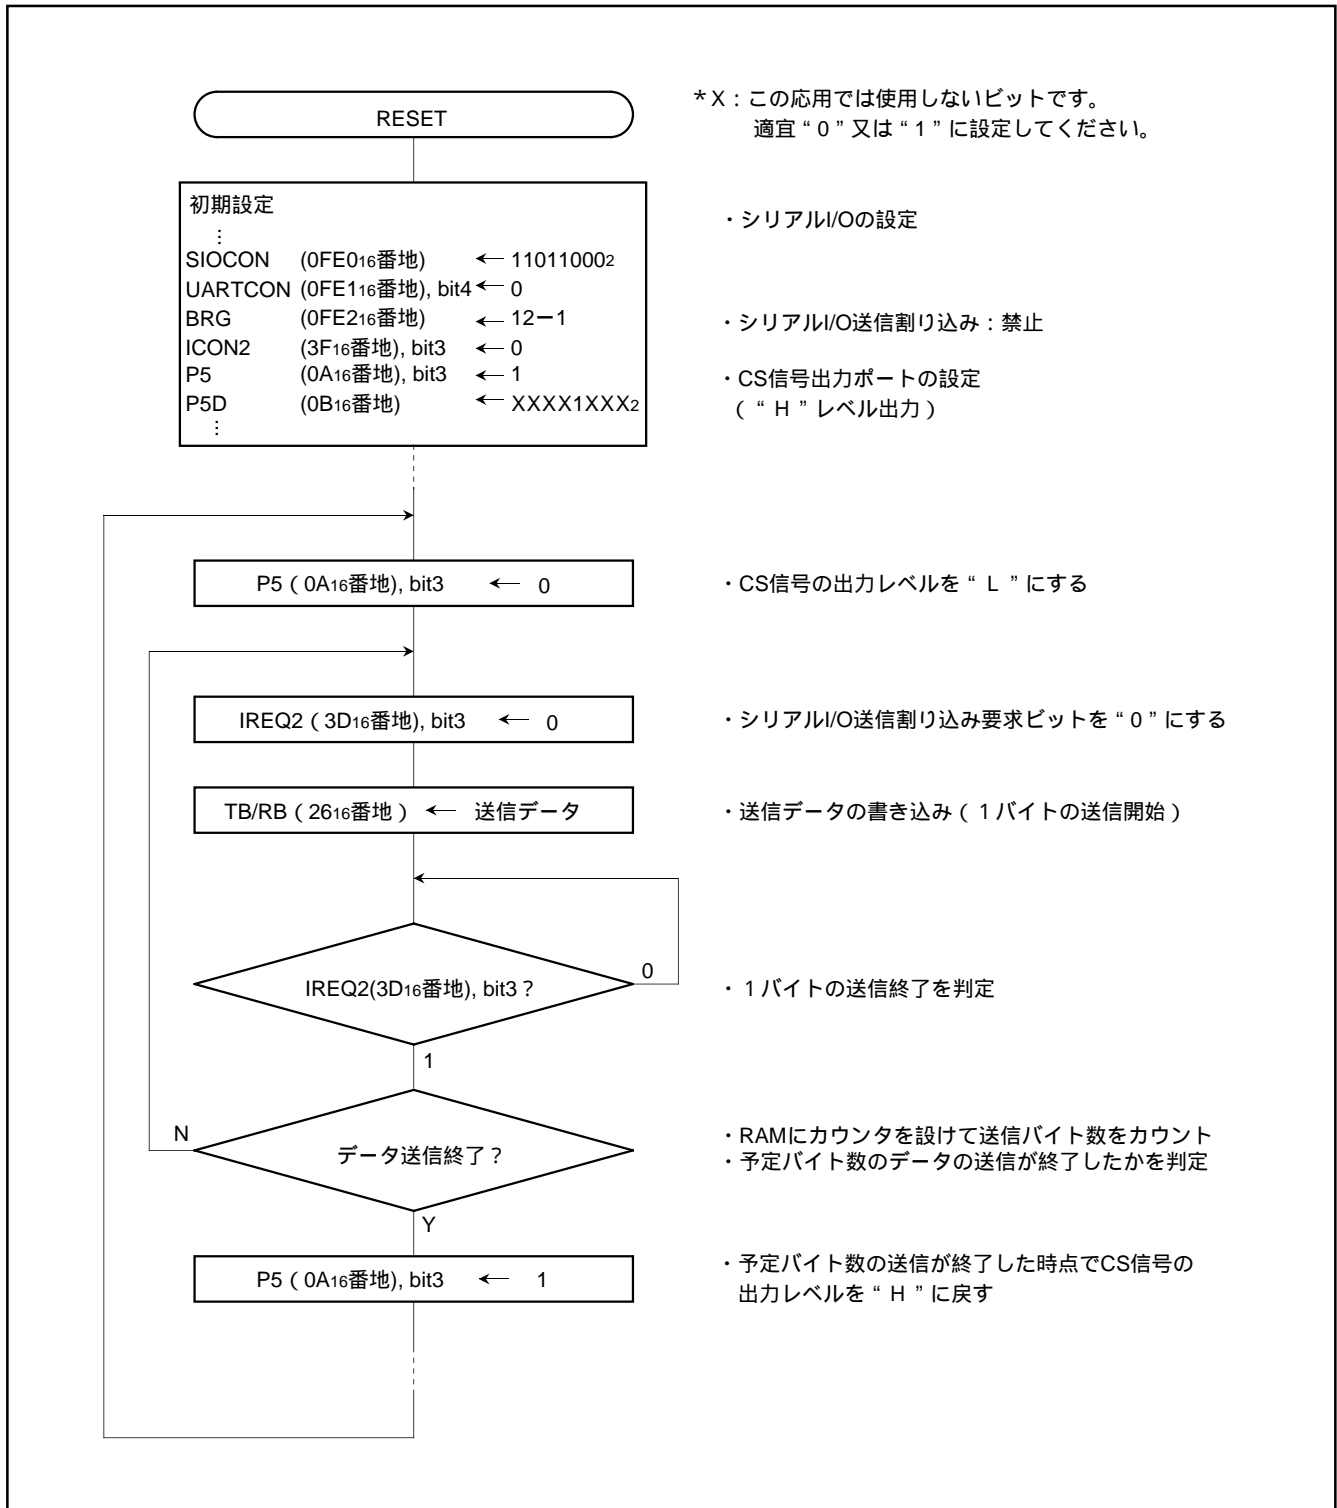 RESET
＊X：この応用では使用しないビットです。
適宜“0”又は“1”に設定してください。
初期設定
⋮
SIOCON (0FE016番地) ← 110110002
UARTCON (0FE116番地), bit4 ← 0
BRG (0FE216番地) ← 12－1
ICON2 (3F16番地), bit3 ← 0
P5 (0A16番地), bit3 ← 1
P5D (0B16番地) ← XXXX1XXX2
⋮
・シリアルI/Oの設定
・シリアルI/O送信割り込み：禁止
・CS信号出力ポートの設定
（“H”レベル出力）
P5（0A16番地), bit3 ← 0
・CS信号の出力レベルを“L”にする
IREQ2（3D16番地), bit3 ← 0
・シリアルI/O送信割り込み要求ビットを“0”にする
TB/RB（2616番地）← 送信データ
・送信データの書き込み（1バイトの送信開始）
IREQ2(3D16番地), bit3？
0
・1バイトの送信終了を判定
1
N
データ送信終了？
・RAMにカウンタを設けて送信バイト数をカウント
・予定バイト数のデータの送信が終了したかを判定
Y
P5（0A16番地), bit3 ← 1
・予定バイト数の送信が終了した時点でCS信号の
出力レベルを“H”に戻す